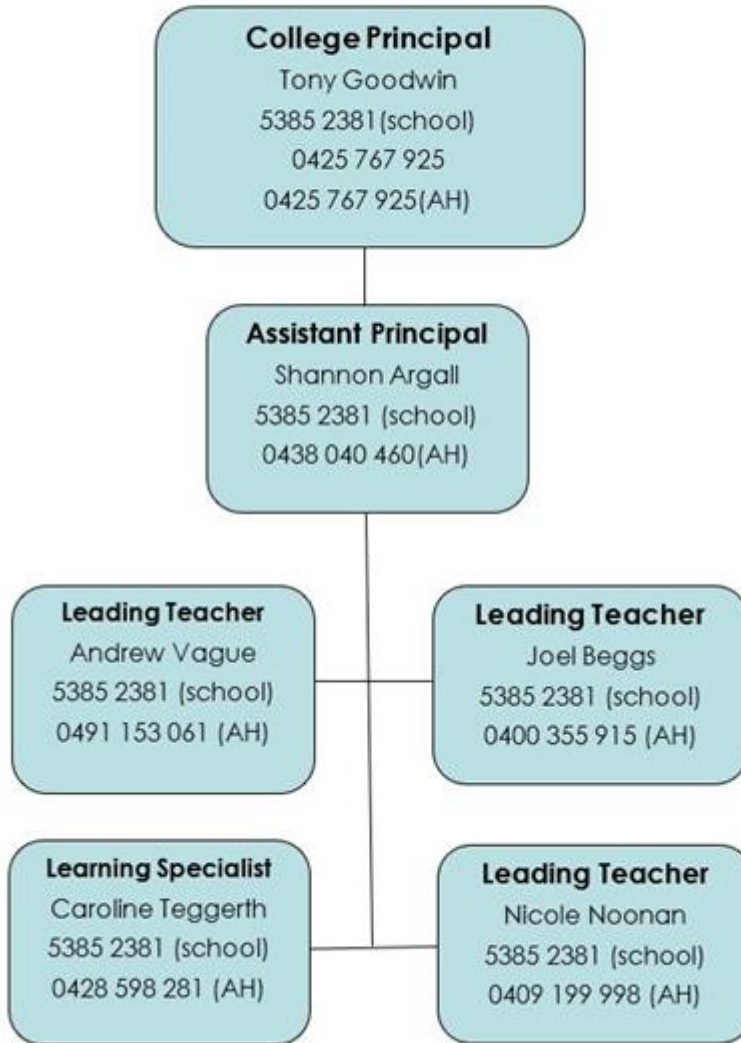 College Principal
Tony Goodwin
5385 2381(school)
0425 767 925
0425 767 925(AH)
Assistant Principal
Shannon Argall
5385 2381 (school)
0438 040 460(AH)
Leading Teacher
Andrew Vague
5385 2381 (school)
0491 153 061 (AH)
Leading Teacher
Joel Beggs
5385 2381 (school)
0400 355 915 (AH)
Learning Specialist
Caroline Teggerth
5385 2381 (school)
0428 598 281 (AH)
Leading Teacher
Nicole Noonan
5385 2381 (school)
0409 199 998 (AH)